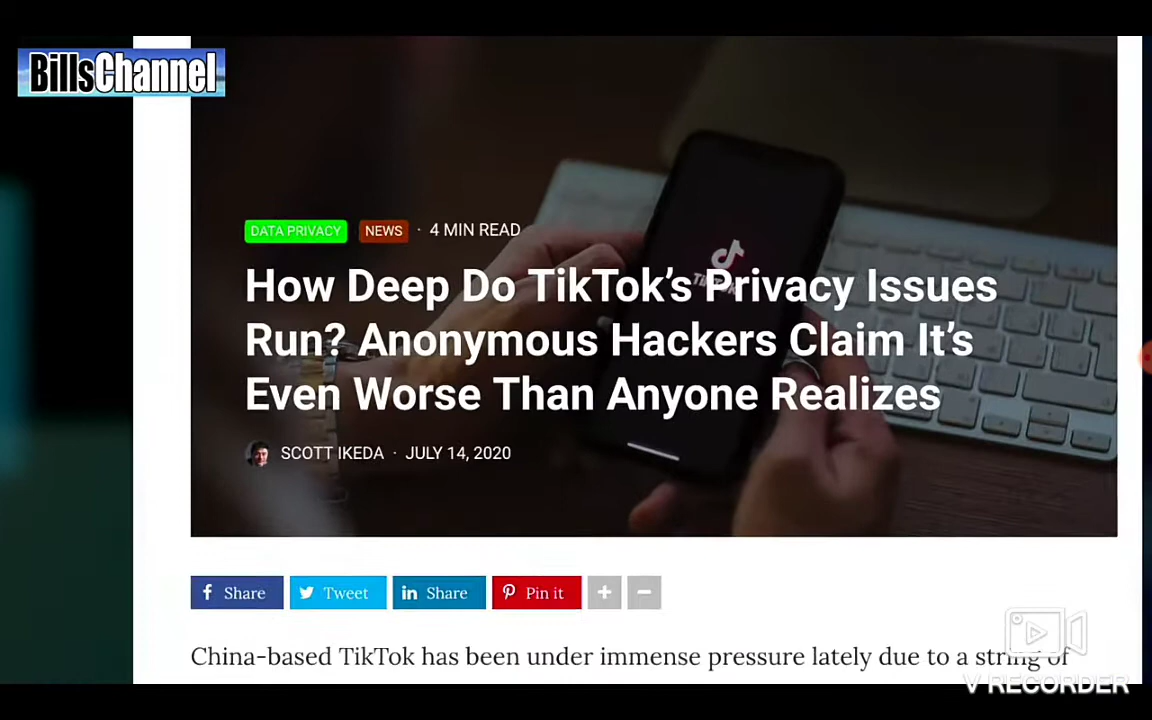 BillsChannel
DATA PRIVACY NEWS · 4 MIN READ
How Deep Do TikTok's Privacy Issues
Run? Anonymous Hackers Claim It's
Even Worse Than Anyone Realizes
SCOTT IKEDA · JULY 14, 2020
Share Tweet Share Pin it
China-based TikTok has been under immense pressure lately due to a string of
V RECORDER